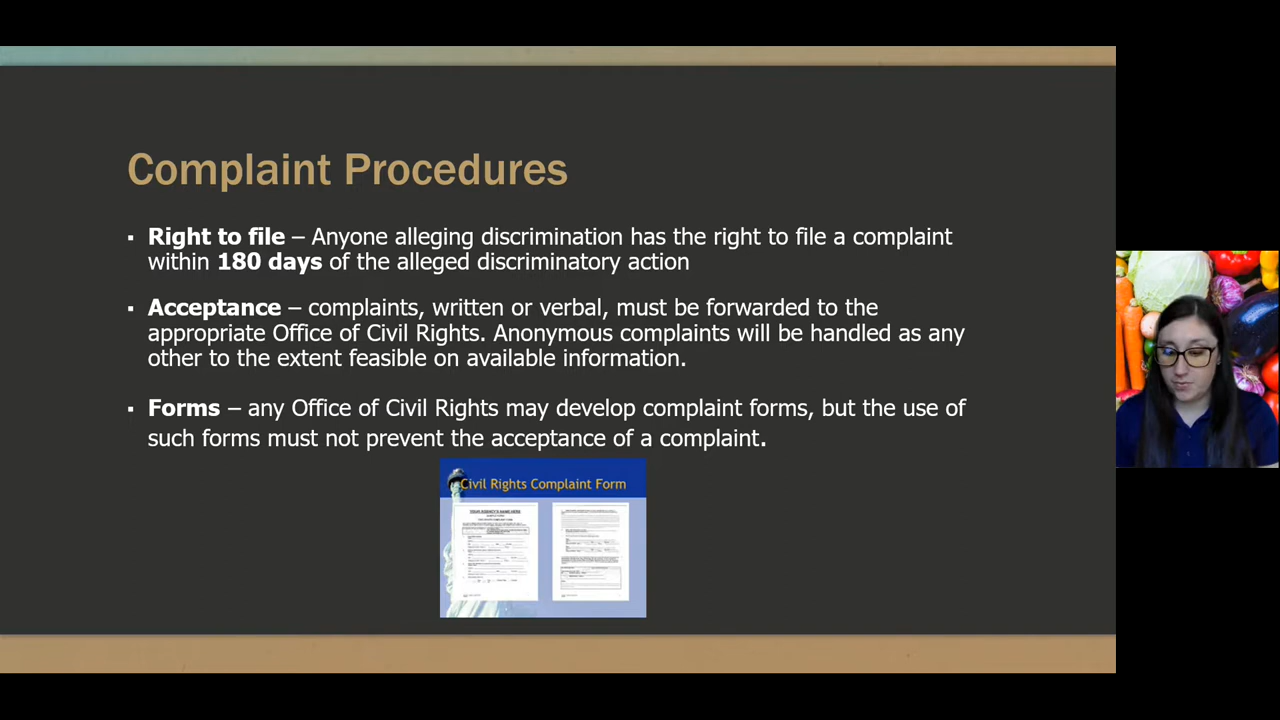 Complaint Procedures
▪ Right to file – Anyone alleging discrimination has the right to file a complaint
within 180 days of the alleged discriminatory action
▪ Acceptance – complaints, written or verbal, must be forwarded to the
appropriate Office of Civil Rights. Anonymous complaints will be handled as any
other to the extent feasible on available information.
▪ Forms – any Office of Civil Rights may develop complaint forms, but the use of
such forms must not prevent the acceptance of a complaint.
Civil Rights Complaint Form
YOUR AGENCY'S NAME HERE